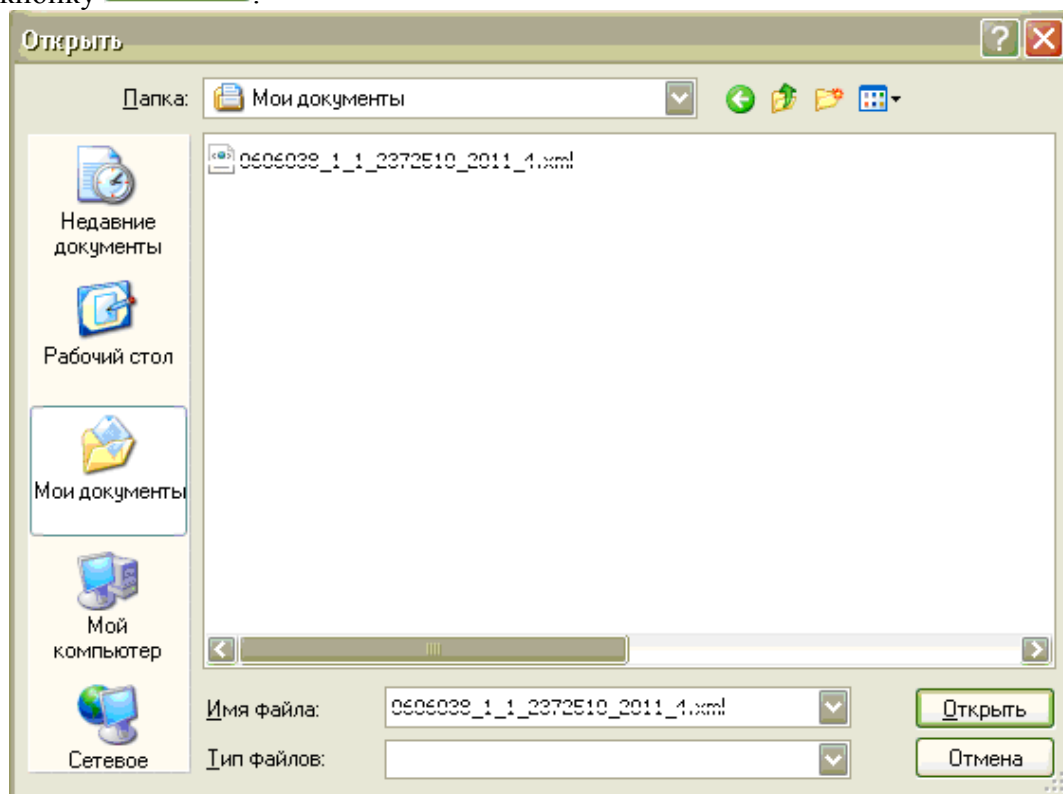 кнопку .
Открыть
Папка: Мои документы
0606038_1_1_2372510_2011_4.xml
Недавние
документы
Рабочий стол
Мои документы
Мой
компьютер
Сетевое
Имя файла: 0606038_1_1_2372510_2011_4.xml Открыть
Тип файлов: Отмена